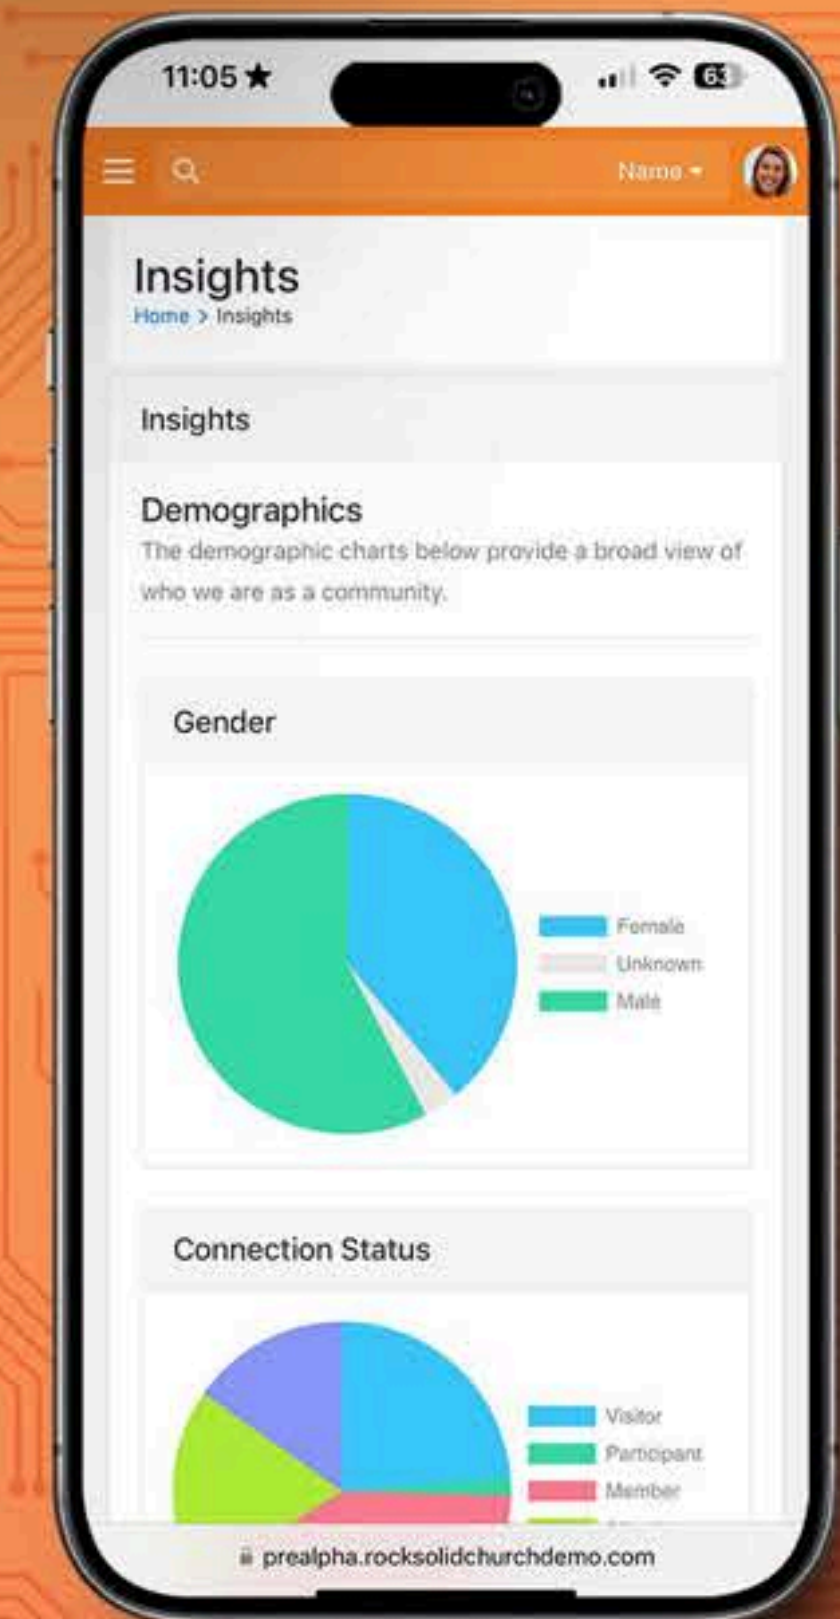 11:05
63
Name
Insights
Home > Insights
Insights
Demographics
The demographic charts below provide a broad view of
who we are as a community.
Gender
Female
Unknown
Male
Connection Status
Visitor
Participant
Member
prealpha.rocksolidchurchdemo.com